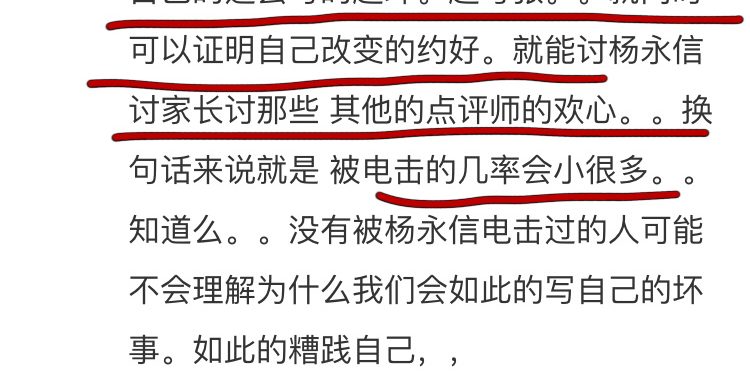 可以证明自己改变的约好。就能讨杨永信
讨家长讨那些 其他的点评师的欢心。。换
句话来说就是 被电击的几率会小很多。。
知道么。。没有被杨永信电击过的人可能
不会理解为什么我们会如此的写自己的坏
事。如此的糟践自己，，